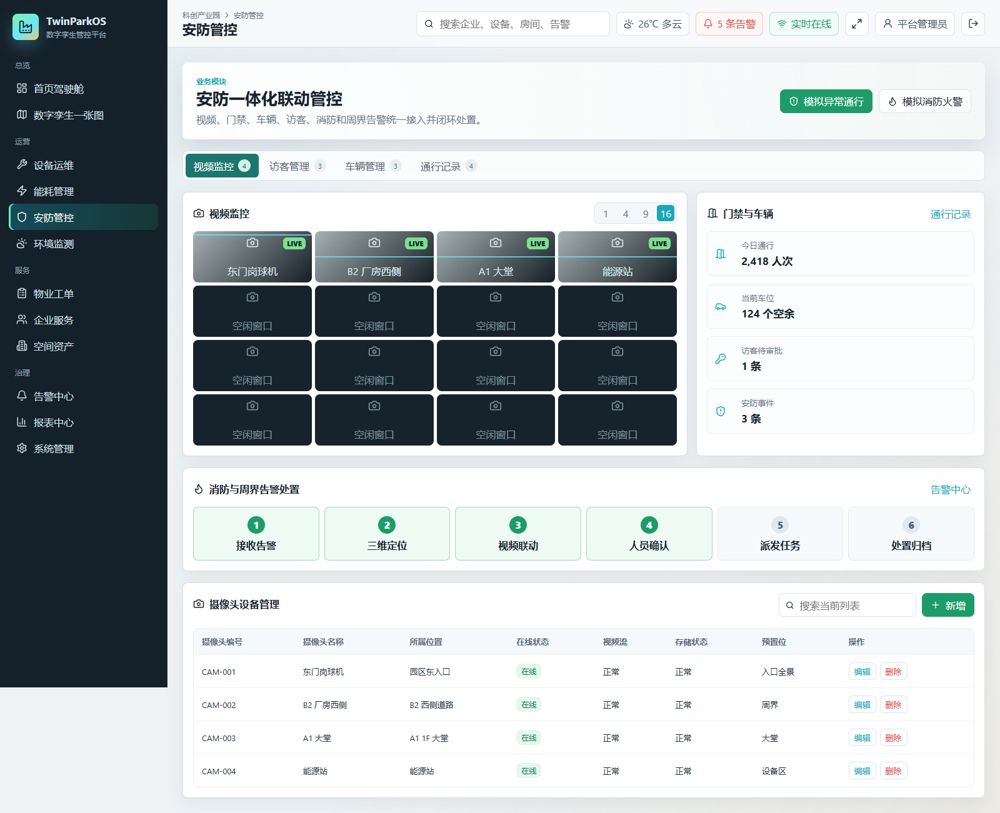 TwinParkOS
数字孪生管控平台
总览
首页驾驶舱
数字孪生一张图
运营
设备运维
能耗管理
安防管控
环境监测
服务
物业工单
企业服务
空间资产
治理
告警中心
报表中心
系统管理
科创产业园 > 安防管控
安防管控
搜索企业、设备、房间、告警
26℃ 多云
5 条告警
实时在线
平台管理员
业务模块
安防一体化联动管控
视频、门禁、车辆、访客、消防和周界告警统一接入并闭环处置。
模拟异常通行
模拟消防火警
视频监控 4
访客管理 3
车辆管理 3
通行记录 4
视频监控
1 4 9 16
LIVE LIVE LIVE LIVE
东门岗球机 B2 厂房西侧 A1 大堂 能源站
空闲窗口 空闲窗口 空闲窗口 空闲窗口
空闲窗口 空闲窗口 空闲窗口 空闲窗口
空闲窗口 空闲窗口 空闲窗口 空闲窗口
门禁与车辆
通行记录
今日通行
2,418 人次
当前车位
124 个空余
访客待审批
1 条
安防事件
3 条
消防与周界告警处置
告警中心
1 2 3 4 5 6
接收告警 三维定位 视频联动 人员确认 派发任务 处置归档
摄像头设备管理
搜索当前列表
新增
摄像头编号 摄像头名称 所属位置 在线状态 视频流 存储状态 预置位 操作
CAM-001 东门岗球机 园区东入口 在线 正常 正常 入口全景 编辑 删除
CAM-002 B2 厂房西侧 B2 西侧道路 在线 正常 正常 周界 编辑 删除
CAM-003 A1 大堂 A1 1F 大堂 在线 正常 正常 大堂 编辑 删除
CAM-004 能源站 能源站 在线 正常 正常 设备区 编辑 删除